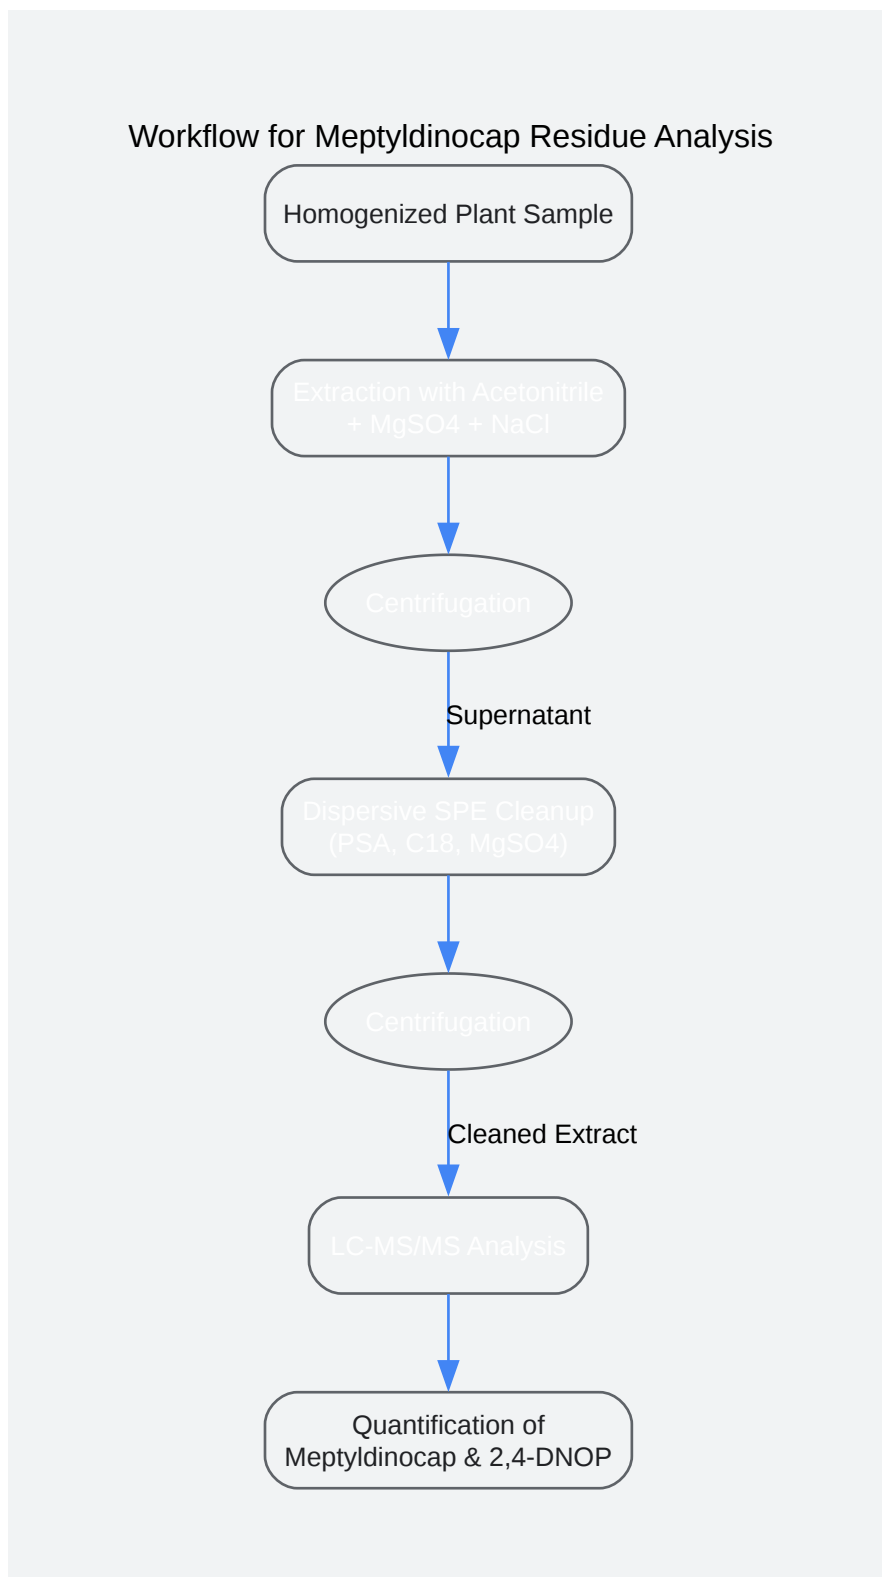 Workflow for Meptyldinocap Residue Analysis
Homogenized Plant Sample
Extraction with Acetonitrile
+ MgSO4 + NaCl
Centrifugation
Supernatant
Dispersive SPE Cleanup
(PSA, C18, MgSO4)
Centrifugation
Cleaned Extract
LC-MS/MS Analysis
Quantification of
Meptyldinocap & 2,4-DNOP